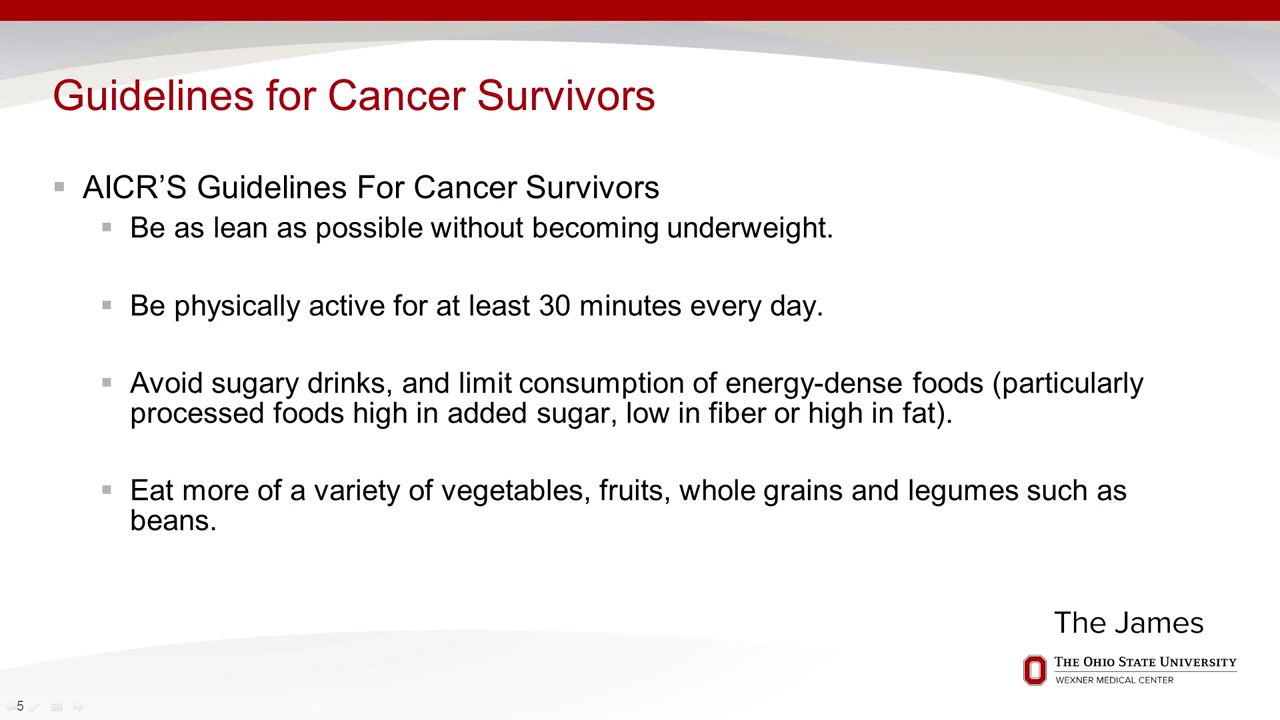 Guidelines for Cancer Survivors
AICR'S Guidelines For Cancer Survivors
Be as lean as possible without becoming underweight.
Be physically active for at least 30 minutes every day.
Avoid sugary drinks, and limit consumption of energy-dense foods (particularly
processed foods high in added sugar, low in fiber or high in fat).
Eat more of a variety of vegetables, fruits, whole grains and legumes such as
beans.
The James
THE OHIO STATE UNIVERSITY
WEXNER MEDICAL CENTER
5